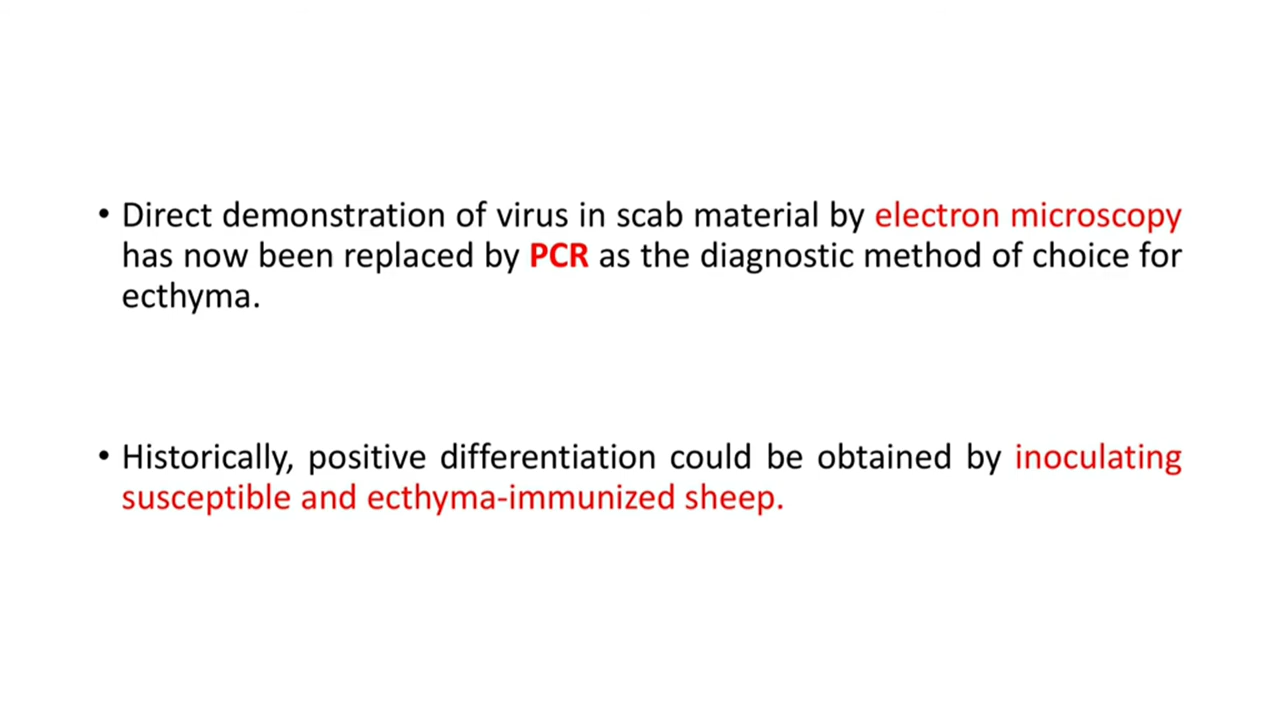 • Direct demonstration of virus in scab material by electron microscopy
has now been replaced by PCR as the diagnostic method of choice for
ecthyma.
• Historically, positive differentiation could be obtained by inoculating
susceptible and ecthyma-immunized sheep.